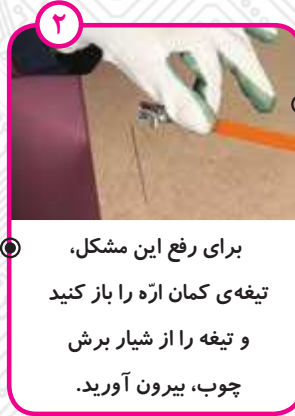 ۲
برای رفع این مشکل،
تیغه‌ی کمان ارّه را باز کنید
و تیغه را از شیار برش
چوب، بیرون آورید.